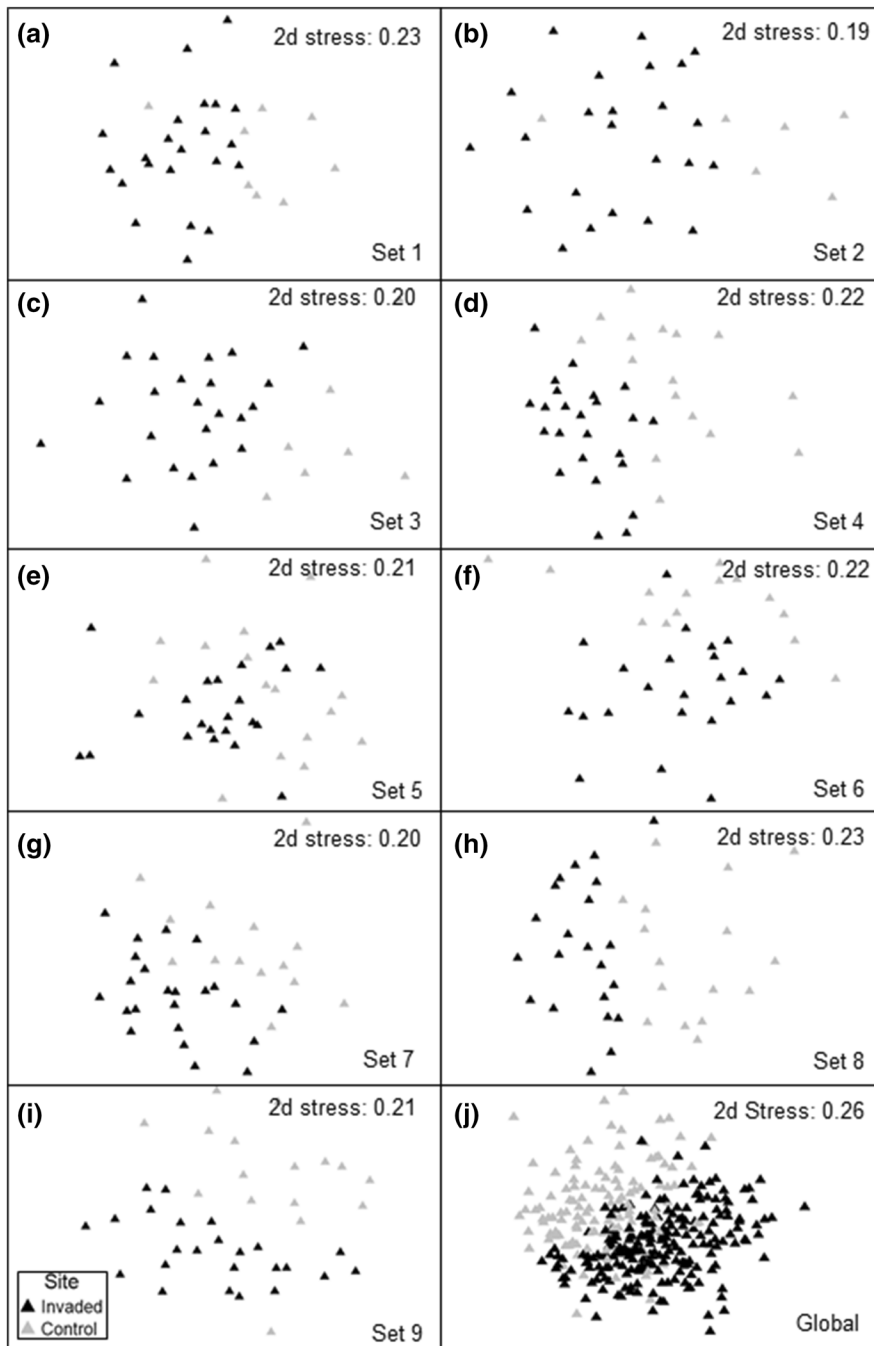 (a)
2d stress: 0.23
Set 1
(b)
2d stress: 0.19
Set 2
(c)
2d stress: 0.20
Set 3
(d)
2d stress: 0.22
Set 4
(e)
2d stress: 0.21
Set 5
(f)
2d stress: 0.22
Set 6
(g)
2d stress: 0.20
Set 7
(h)
2d stress: 0.23
Set 8
(i)
2d stress: 0.21
Site
Invaded
Control
Set 9
(j)
2d Stress: 0.26
Global